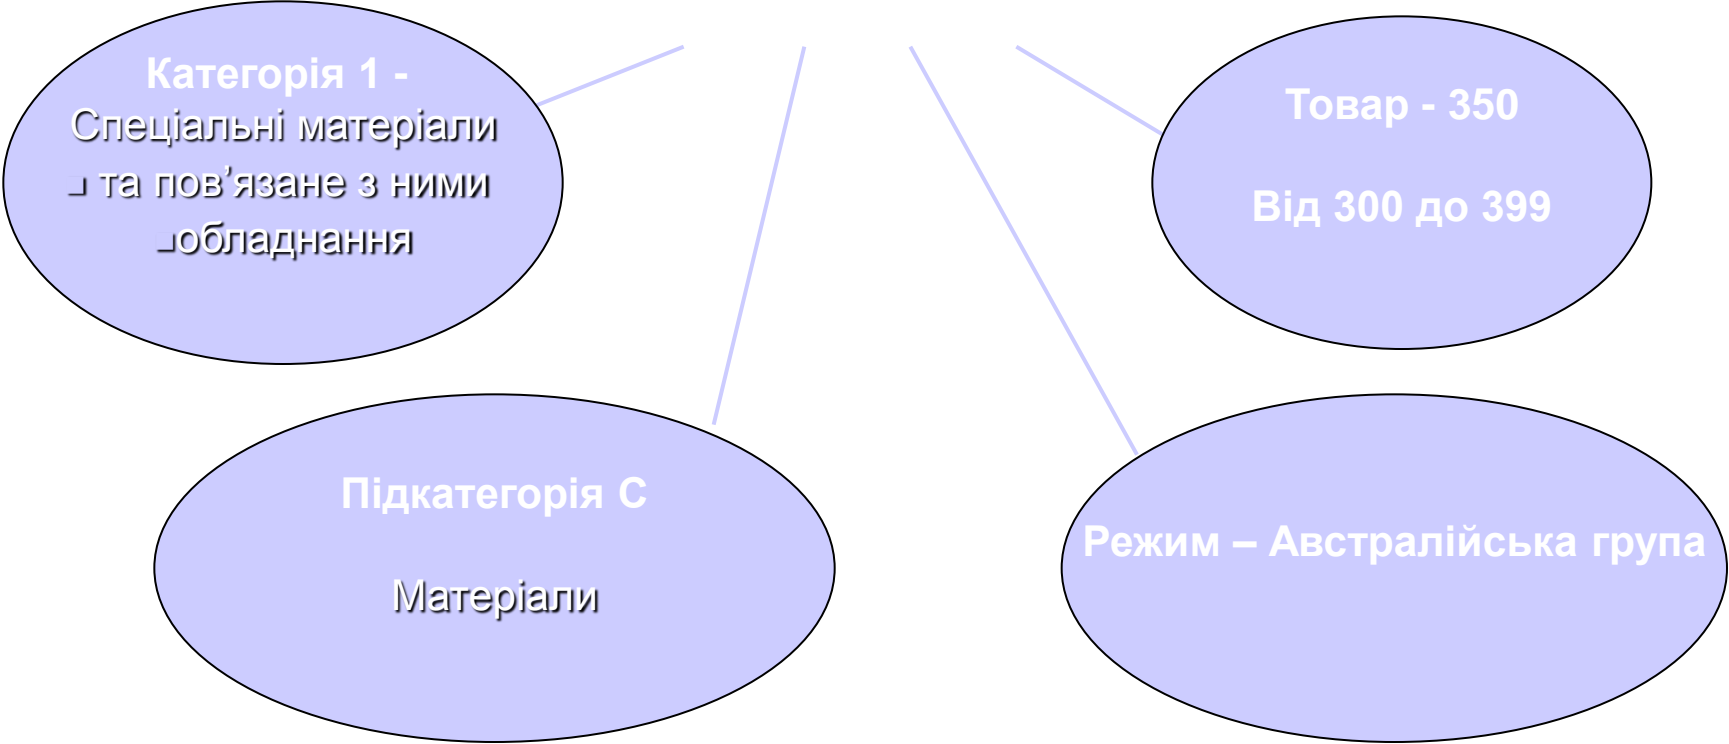 Категорія 1 -
Спеціальні матеріали
та пов’язане з ними
обладнання
Товар - 350
Від 300 до 399
Підкатегорія С
Матеріали
Режим – Австралійська група